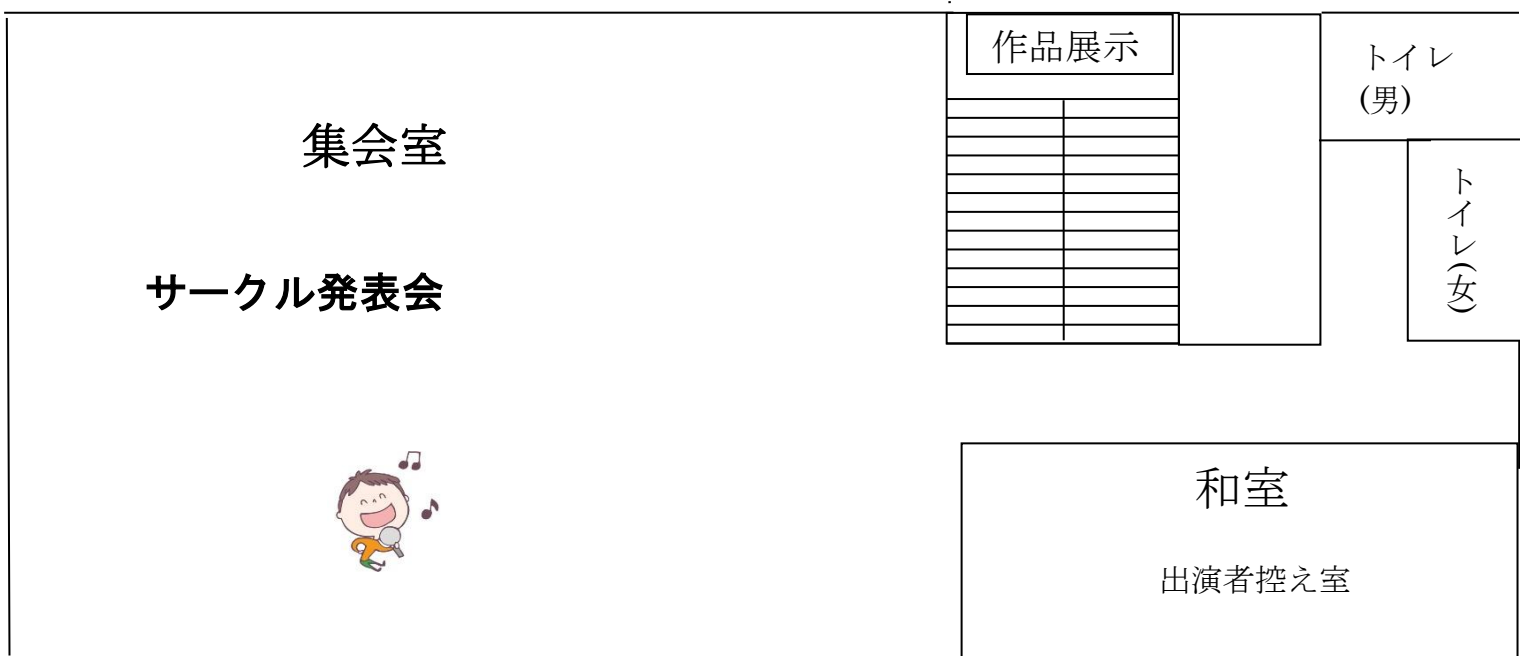 作品展示
トイレ
(男)
集会室
トイレ(女)
サークル発表会
和室
出演者控え室